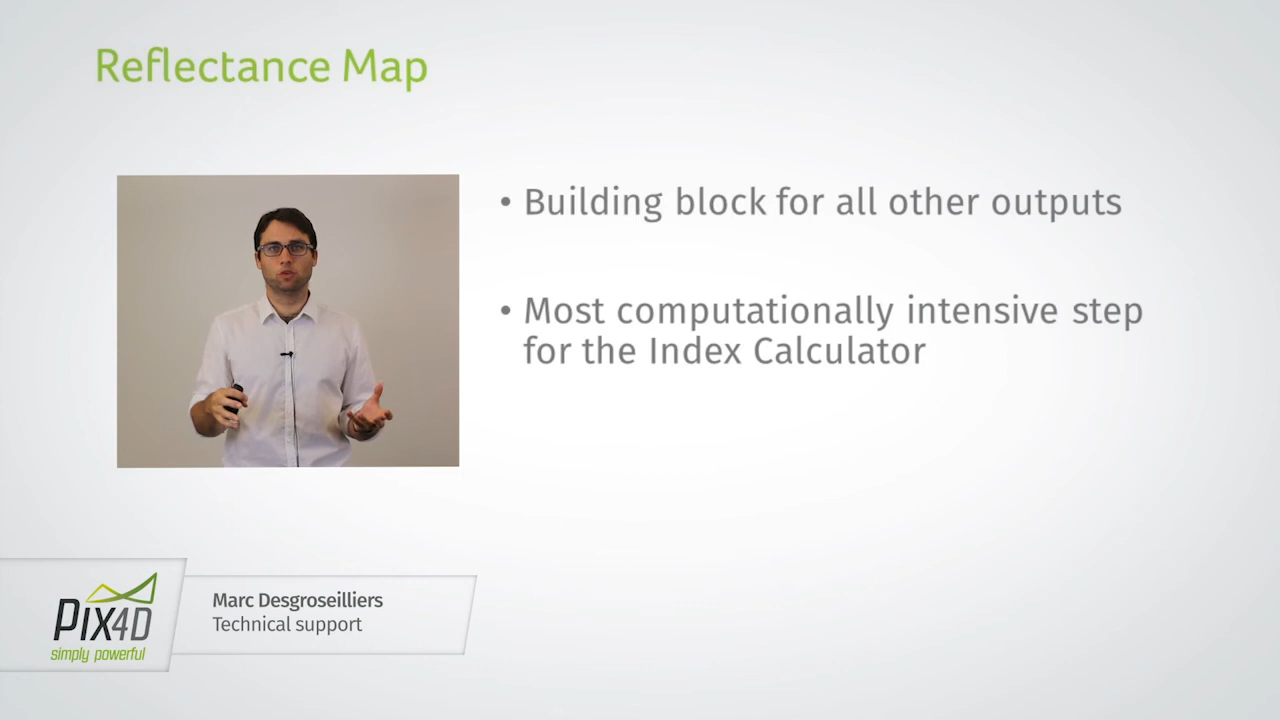 Reflectance Map
• Building block for all other outputs
• Most computationally intensive step
for the Index Calculator
PIX4D
simply powerful
Marc Desgroseilliers
Technical support